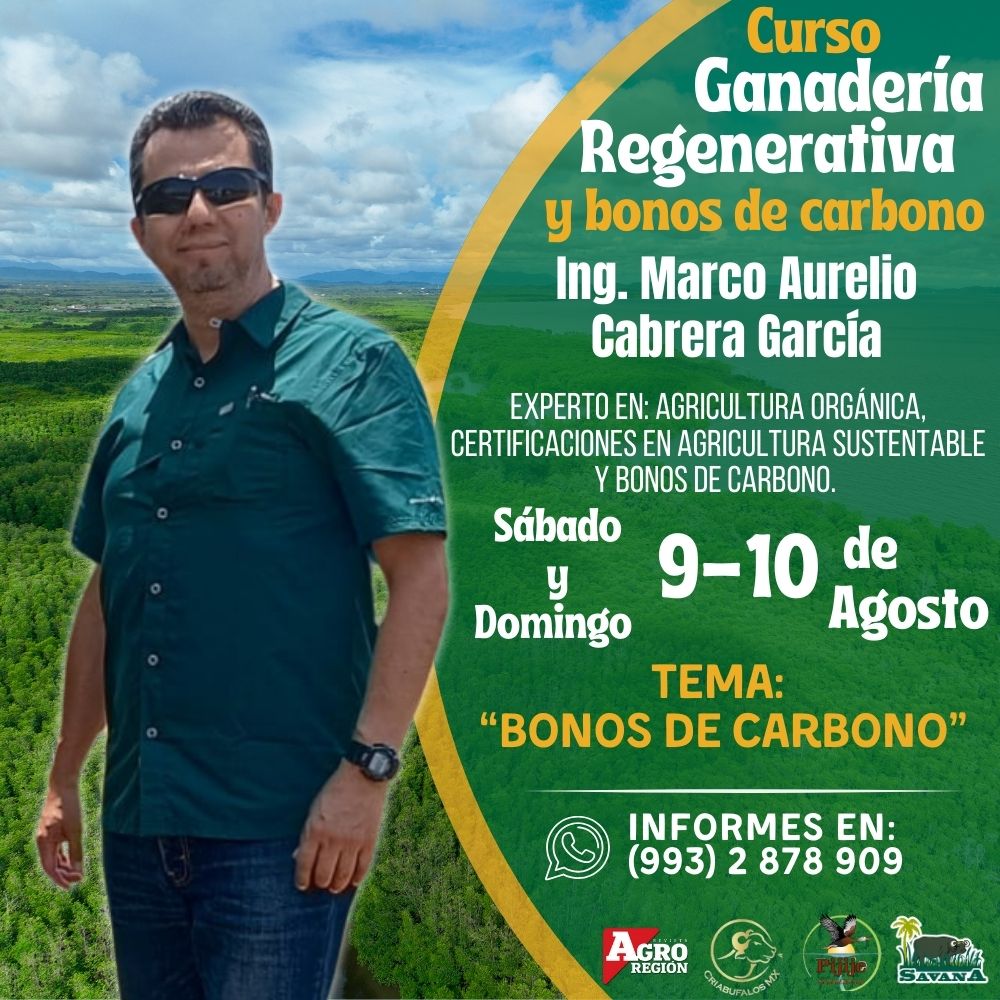 Curso
Ganadería
Regenerativa
y bonos de carbono
Ing. Marco Aurelio
Cabrera García
EXPERTO EN: AGRICULTURA ORGÁNICA,
CERTIFICACIONES EN AGRICULTURA SUSTENTABLE
Y BONOS DE CARBONO.
Sábado
y
Domingo
9-10
de
Agosto
TEMA:
“BONOS DE CARBONO”
INFORMES EN:
(993) 2 878 909
REVISTA
AGRO
REGIÓN
CRIABUFALOS MX
Pijije
SAVANA